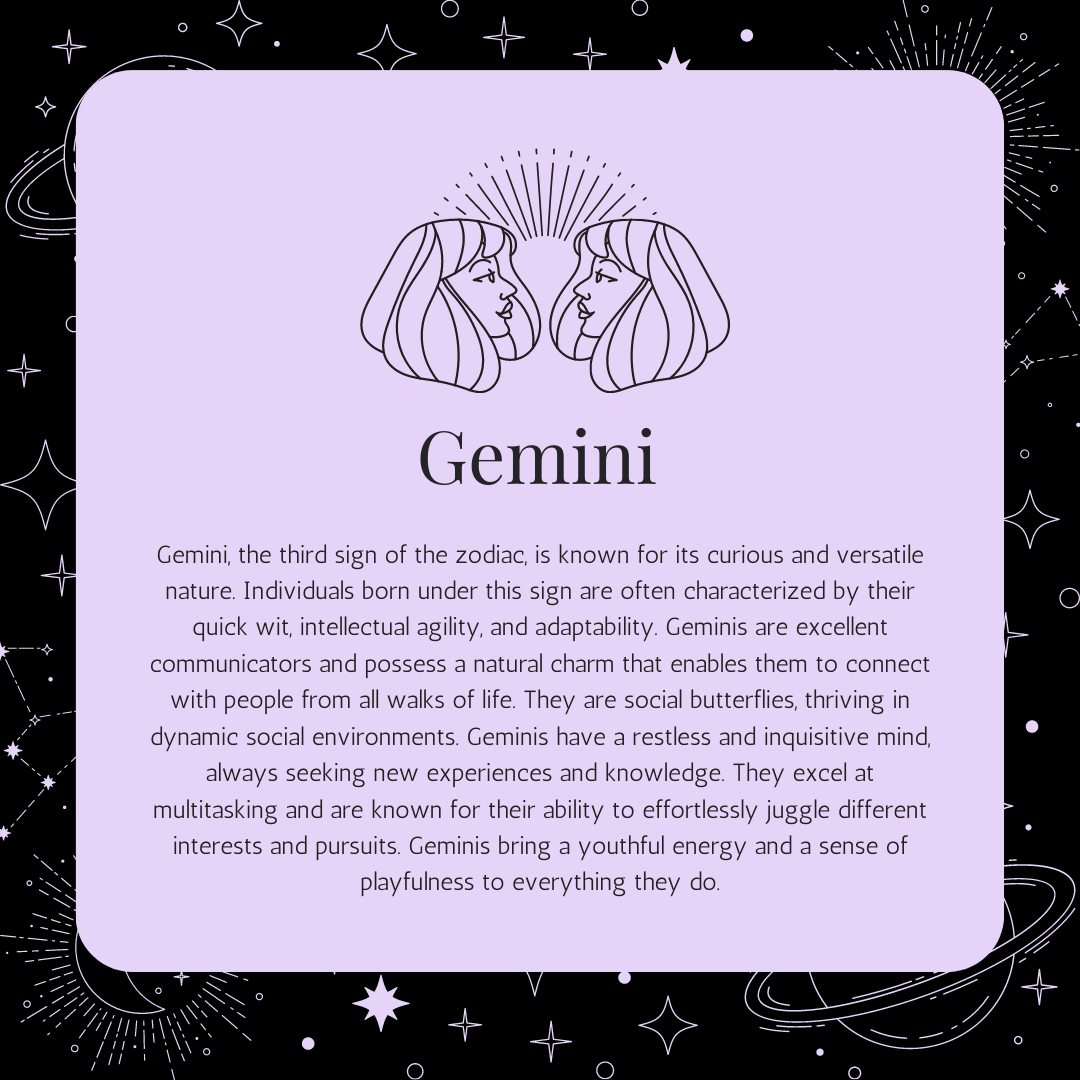 Gemini
Gemini, the third sign of the zodiac, is known for its curious and versatile
nature. Individuals born under this sign are often characterized by their
quick wit, intellectual agility, and adaptability. Geminis are excellent
communicators and possess a natural charm that enables them to connect
with people from all walks of life. They are social butterflies, thriving in
dynamic social environments. Geminis have a restless and inquisitive mind,
always seeking new experiences and knowledge. They excel at
multitasking and are known for their ability to effortlessly juggle different
interests and pursuits. Geminis bring a youthful energy and a sense of
playfulness to everything they do.